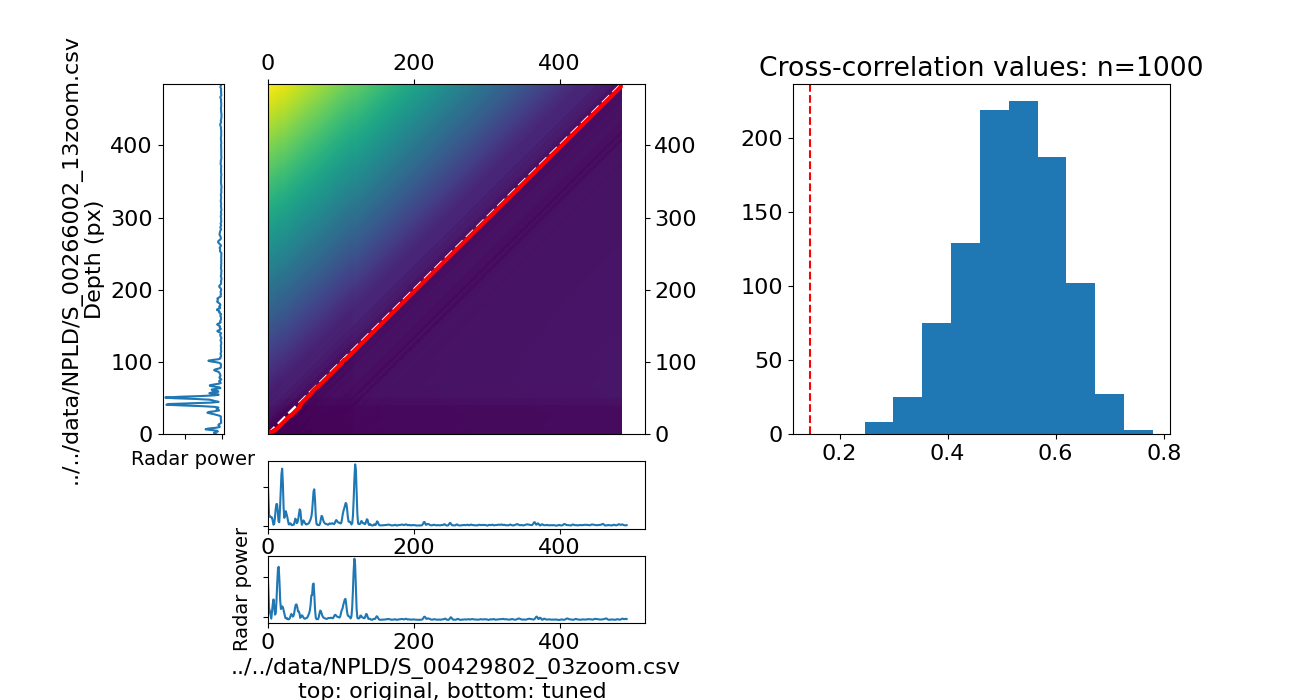 0 200 400
Cross-correlation values: n=1000
../../data/NPLD/S_00266002_13zoom.csv
Depth (px)
400
300
200
100
0
Radar power
400
300
200
100
0
200
150
100
50
0
0.2 0.4 0.6 0.8
0 200 400
Radar power
0 200 400
../../data/NPLD/S_00429802_03zoom.csv
top: original, bottom: tuned